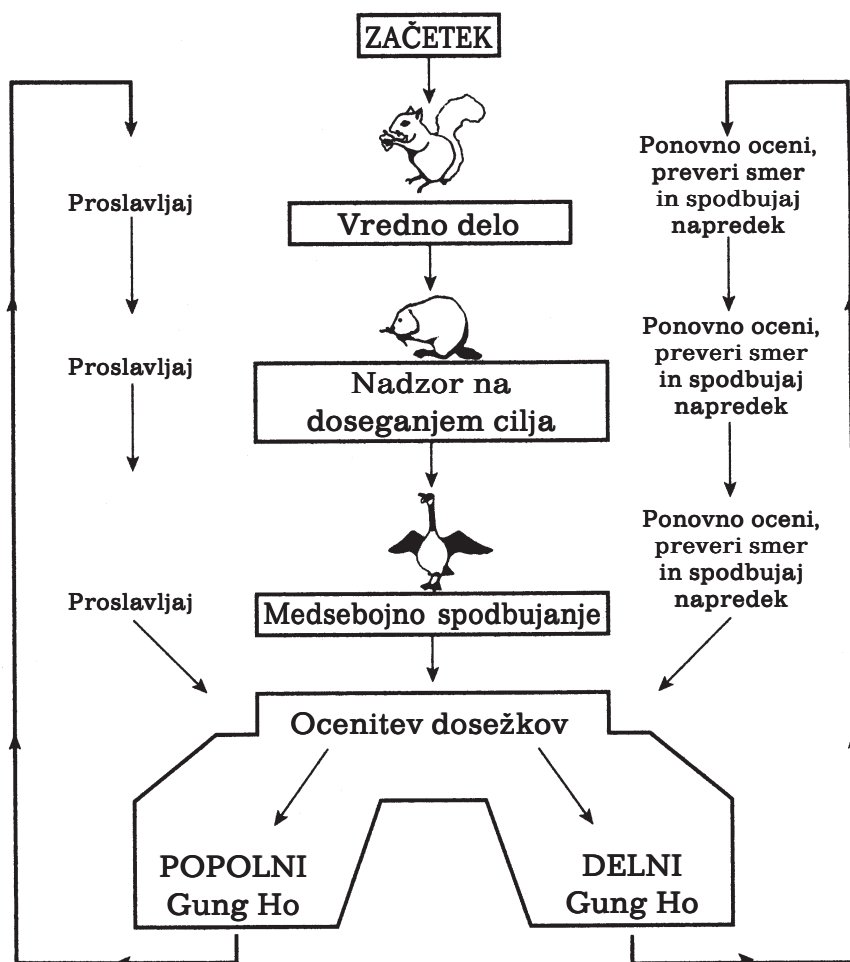 ZAČETEK
Proslavljaj
Vredno delo
Ponovno oceni,
preveri smer
in spodbujaj
napredek
Proslavljaj
Nadzor na
doseganjem cilja
Ponovno oceni,
preveri smer
in spodbujaj
napredek
Proslavljaj
Medsebojno spodbujanje
Ponovno oceni,
preveri smer
in spodbujaj
napredek
Ocenitev dosežkov
POPOLNI
Gung Ho
DELNI
Gung Ho